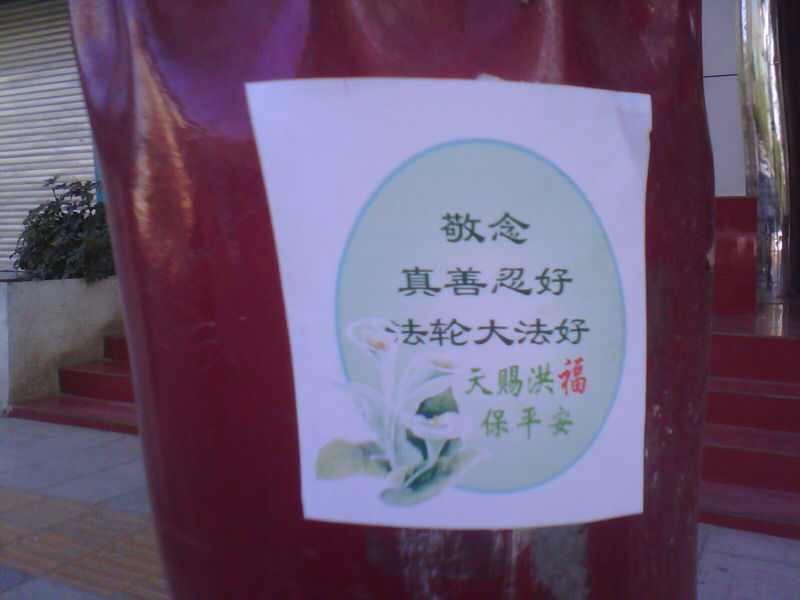 敬念
真善忍好
法轮大法好
天赐洪福
保平安